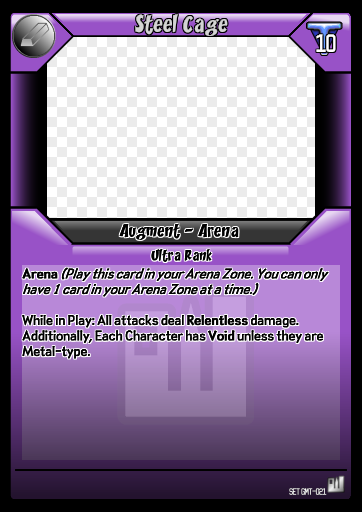 Steel Cage
10
Augment - Arena
Ultra Rank
Arena (Play this card in your Arena Zone. You can only
have 1 card in your Arena Zone at a time.)
While in Play: All attacks deal Relentless damage.
Additionally, Each Character has Void unless they are
Metal-type.
SET GMT-021